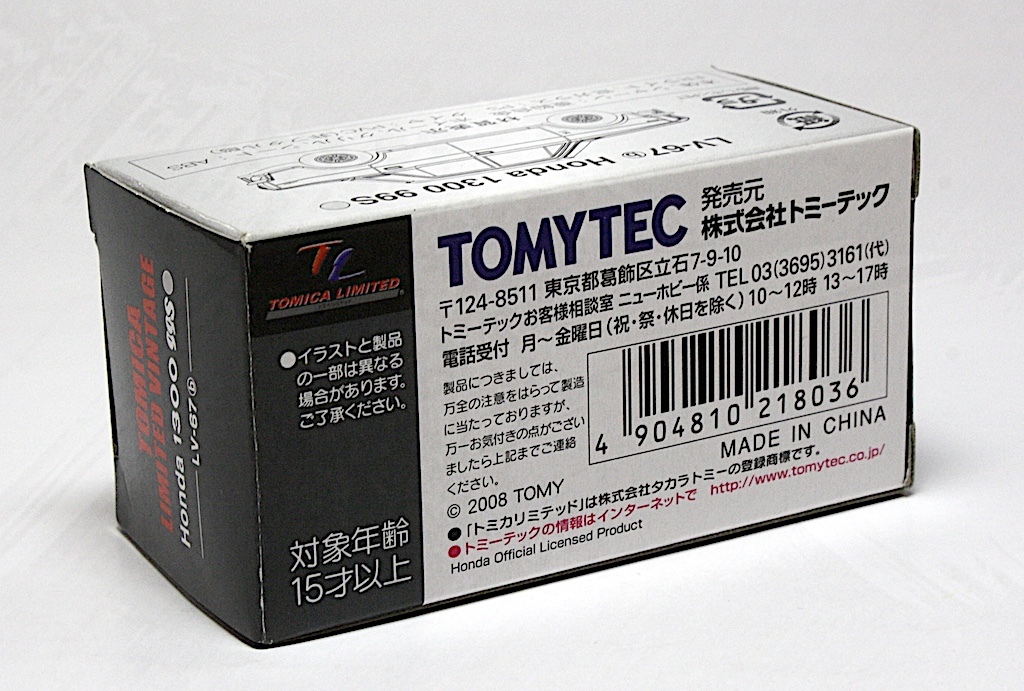 LV-67 ⓑ Honda 1300 99S
TOMICA
LIMITED VINTAGE
Honda 1300 99S
LV-67 ⓑ
TL
TOMICA LIMITED
●イラストと製品
の一部は異なる
場合があります。
ご了承ください。
対象年齢
15才以上
TOMYTEC
発売元
株式会社トミーテック
〒124-8511 東京都葛飾区立石7-9-10
トミーテックお客様相談室 ニューホビー係 TEL 03(3695)3161(代)
電話受付 月〜金曜日(祝・祭・休日を除く) 10〜12時 13〜17時
製品につきましては、
万全の注意をはらって製造
に当たっておりますが、
万一お気付きの点がござい
ましたら上記までご連絡
ください。
4 904810 218036
MADE IN CHINA
© 2008 TOMY
●「トミカリミテッド」は株式会社タカラトミーの登録商標です。
●トミーテックの情報はインターネットで http://www.tomytec.co.jp/
Honda Official Licensed Product